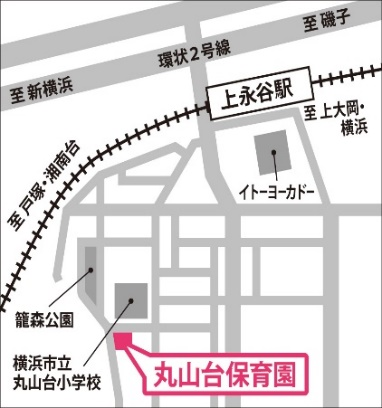 至 磯子
環状2号線
至 新横浜
上永谷駅
至 上大岡・
横浜
イトーヨーカドー
至 戸塚・湘南台
籠森公園
横浜市立
丸山台小学校
丸山台保育園